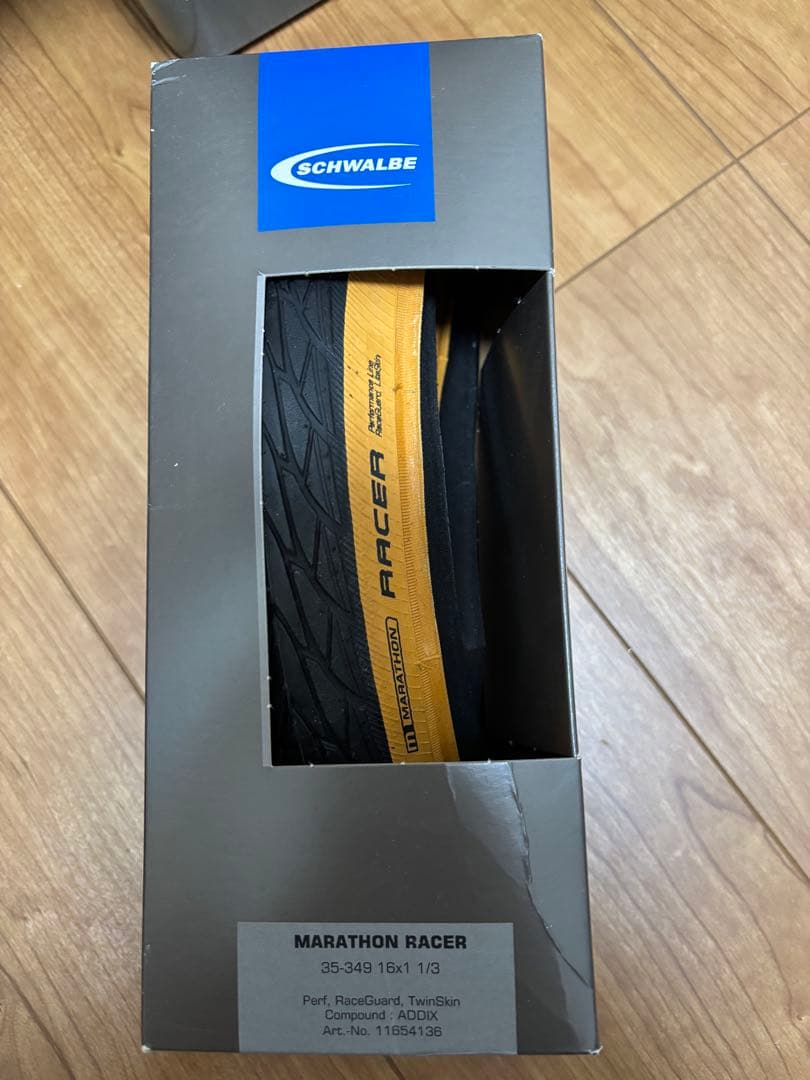 SCHWALBE
Performance Line
RaceGuard LiteSkin
RACER
m MARATHON
MARATHON RACER
35-349 16x1 1/3
Perf, RaceGuard, TwinSkin
Compound : ADDIX
Art.-No. 11654136